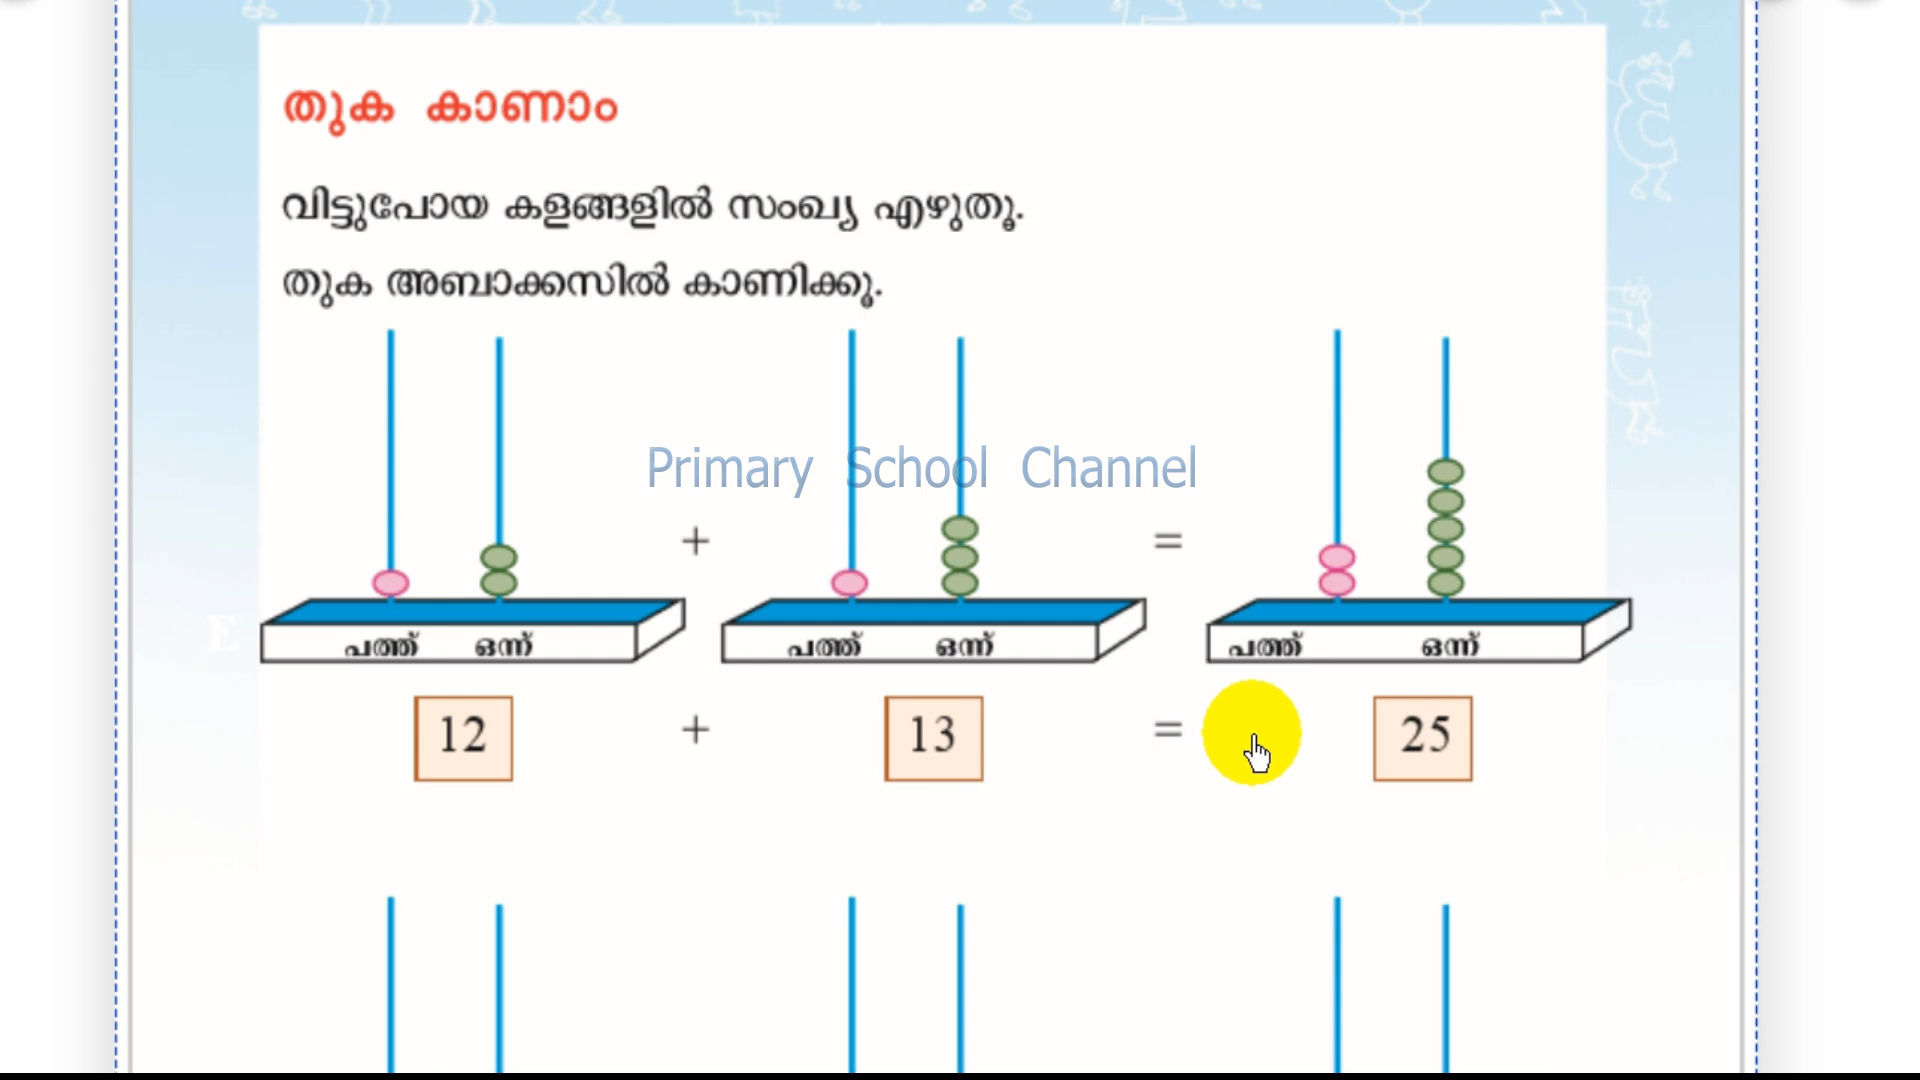 തുക കാണാം
വിട്ടുപോയ കളങ്ങളിൽ സംഖ്യ എഴുതൂ.
തുക അബാക്കസിൽ കാണിക്കൂ.
Primary School Channel
+ =
പത്ത് ഒന്ന് പത്ത് ഒന്ന് പത്ത് ഒന്ന്
E
12 + 13 = 25